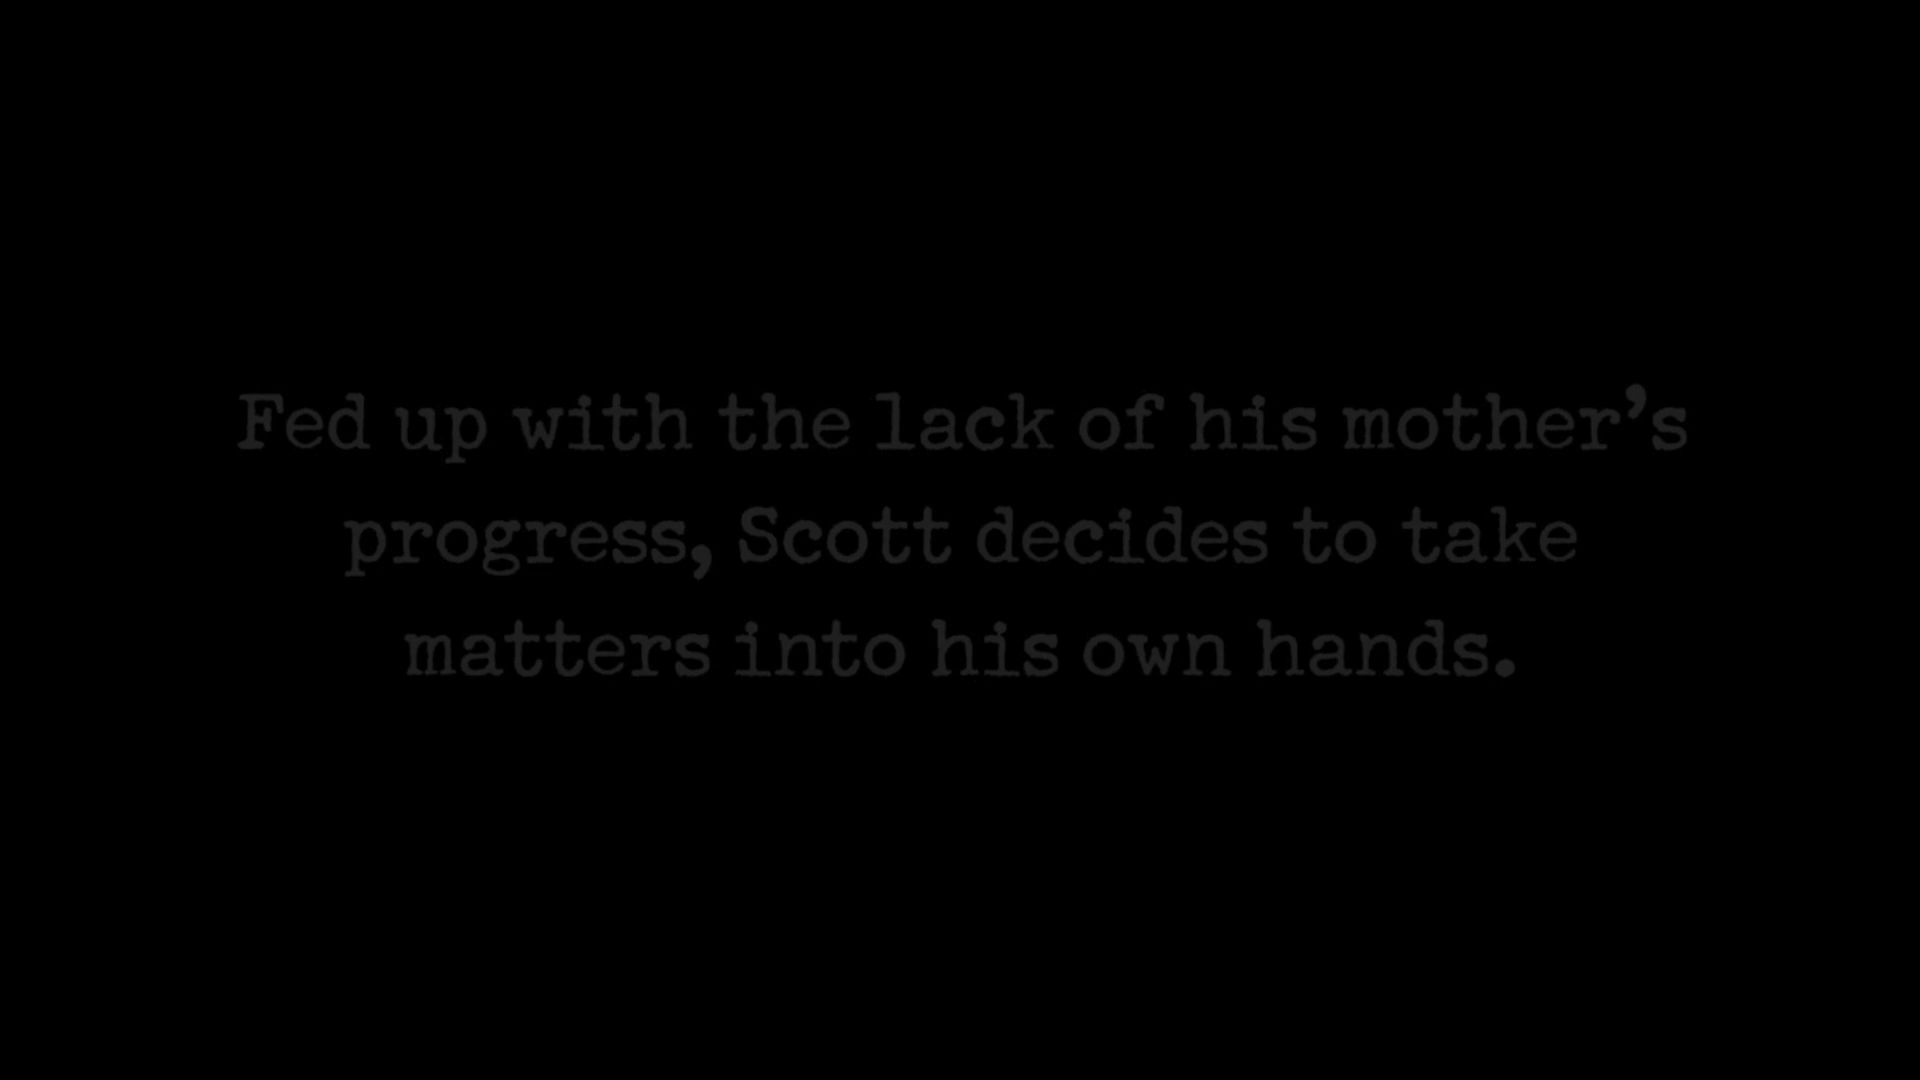 Fed up with the lack of his mother’s
progress, Scott decides to take
matters into his own hands.